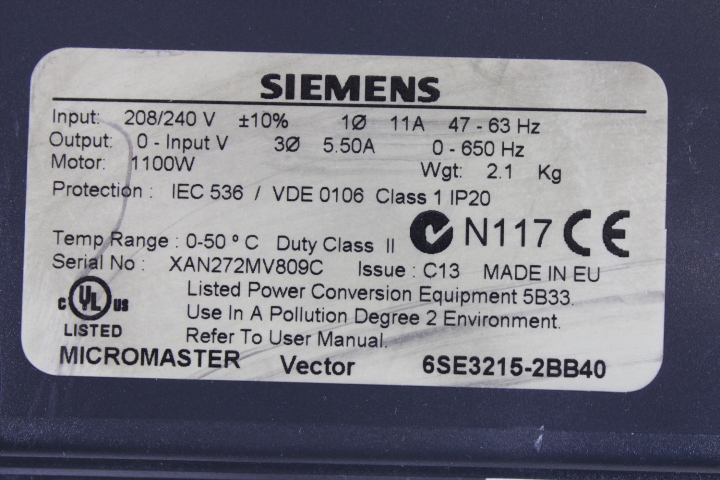 SIEMENS
Input: 208/240 V ±10% 1Ø 11A 47 - 63 Hz
Output: 0 - Input V 3Ø 5.50A 0 - 650 Hz
Motor: 1100W Wgt: 2.1 Kg
Protection : IEC 536 / VDE 0106 Class 1 IP20
N117 CE
Temp Range : 0-50 ° C Duty Class II
Serial No : XAN272MV809C Issue : C13 MADE IN EU
c UL us Listed Power Conversion Equipment 5B33.
Use In A Pollution Degree 2 Environment.
LISTED Refer To User Manual.
MICROMASTER Vector 6SE3215-2BB40